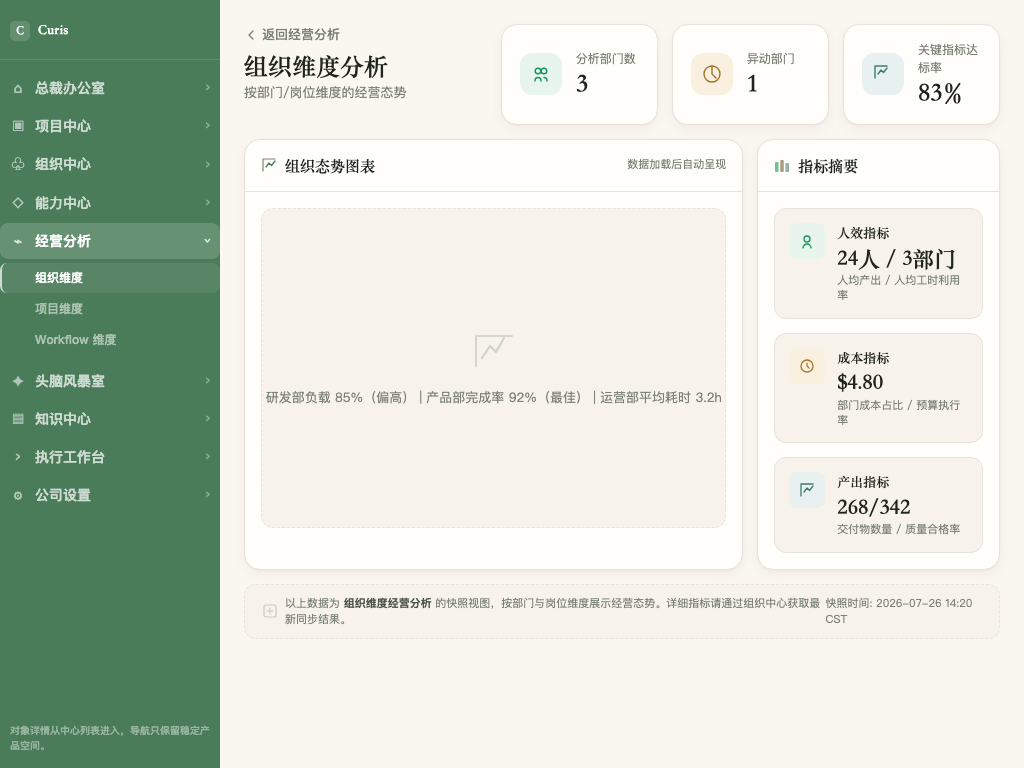 C Curis
总裁办公室
项目中心
组织中心
能力中心
经营分析
组织维度
项目维度
Workflow 维度
头脑风暴室
知识中心
执行工作台
公司设置
对象详情从中心列表进入，导航只保留稳定产
品空间。
返回经营分析
组织维度分析
按部门/岗位维度的经营态势
分析部门数
3
异动部门
1
关键指标达
标率
83%
组织态势图表
数据加载后自动呈现
研发部负载 85%（偏高） | 产品部完成率 92%（最佳） | 运营部平均耗时 3.2h
指标摘要
人效指标
24人 / 3部门
人均产出 / 人均工时利用
率
成本指标
$4.80
部门成本占比 / 预算执行
率
产出指标
268/342
交付物数量 / 质量合格率
以上数据为 组织维度经营分析 的快照视图，按部门与岗位维度展示经营态势。详细指标请通过组织中心获取最
新同步结果。
快照时间: 2026-07-26 14:20
CST